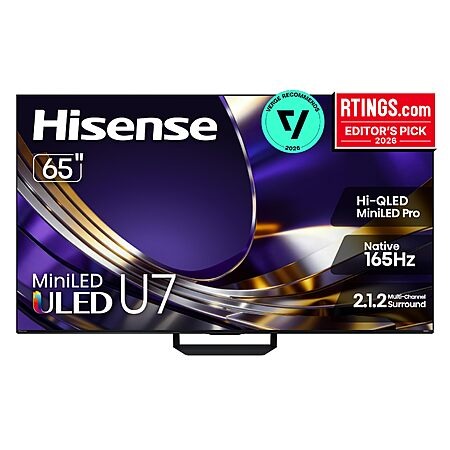 Hisense
65"
VERGE RECOMMENDS
2026
RTINGS.com
EDITOR'S PICK
2026
Hi-QLED
MiniLED Pro
Native
165Hz
MiniLED
ULED U7
2.1.2 Multi-Channel
Surround